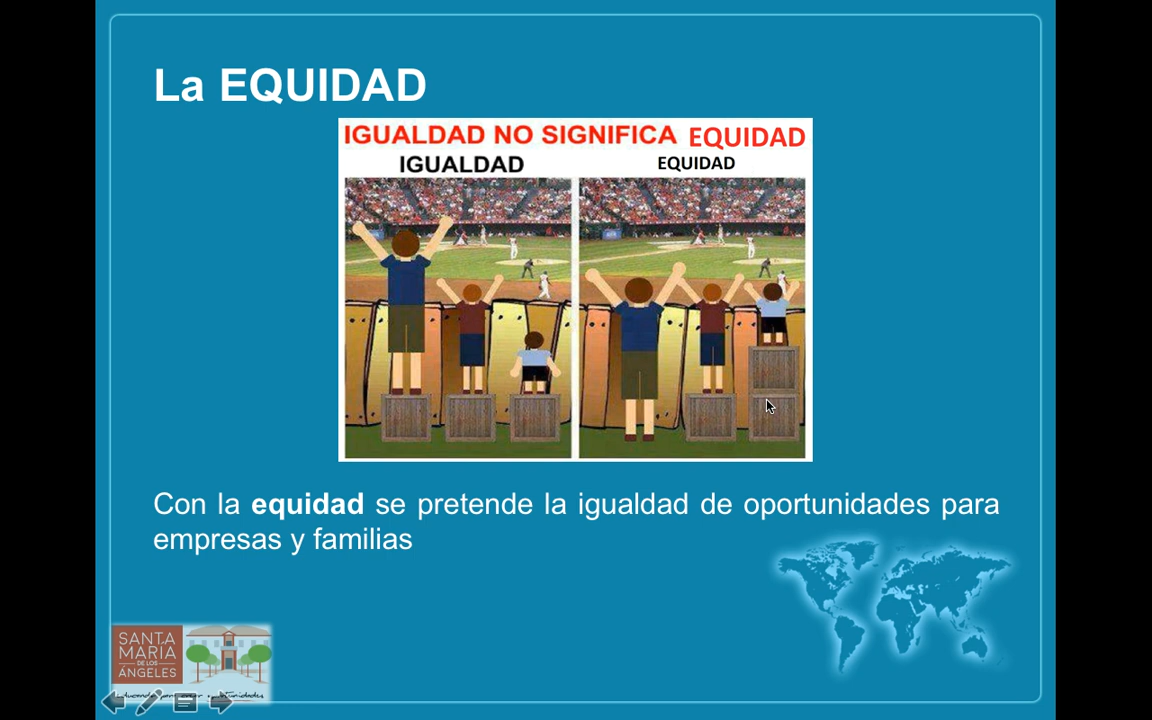 La EQUIDAD
IGUALDAD NO SIGNIFICA EQUIDAD
IGUALDAD
EQUIDAD
Con la equidad se pretende la igualdad de oportunidades para
empresas y familias
SANTA
MARIA
DE LOS
ÁNGELES